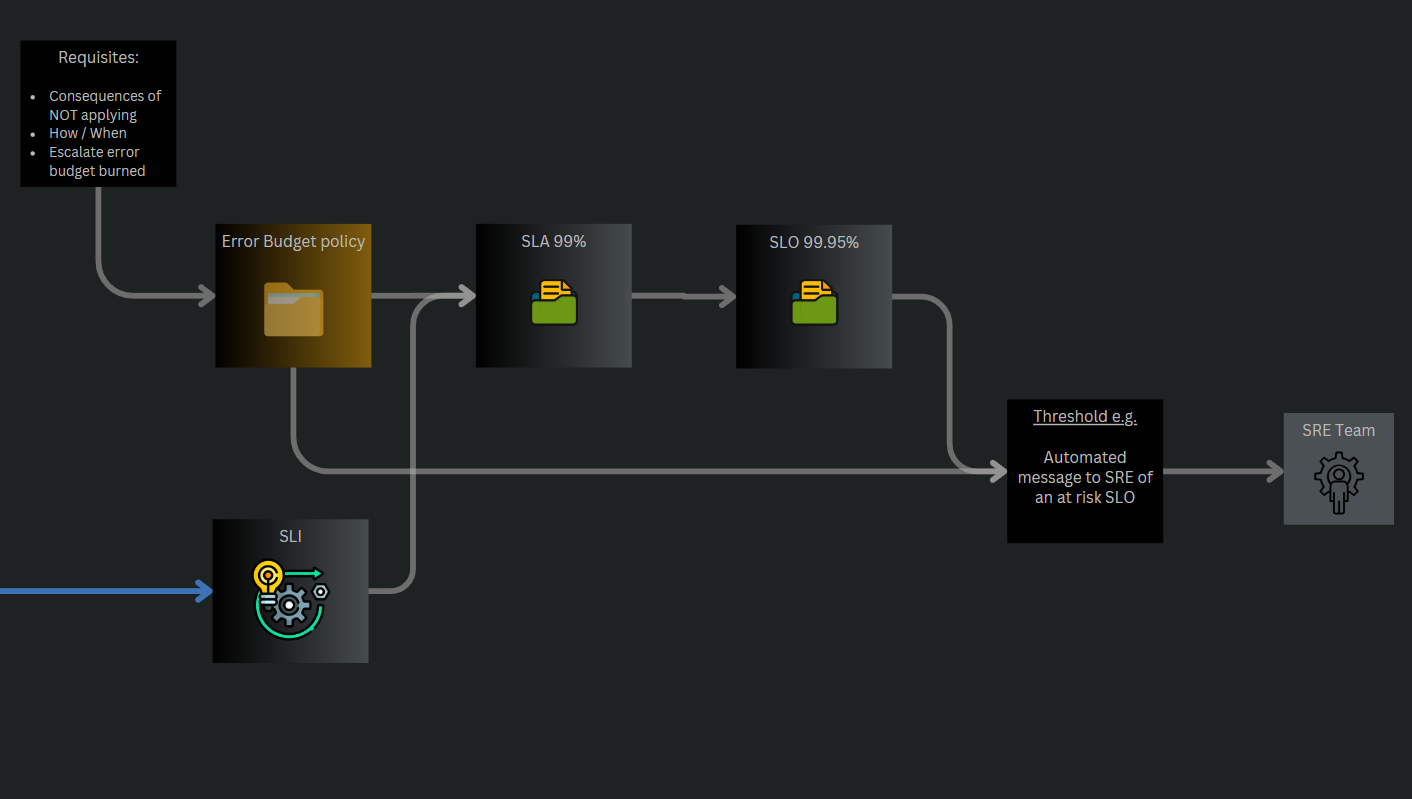 Requisites:
• Consequences of
NOT applying
• How / When
• Escalate error
budget burned
Error Budget policy
SLA 99%
SLO 99.95%
Threshold e.g.
Automated
message to SRE of
an at risk SLO
SRE Team
SLI